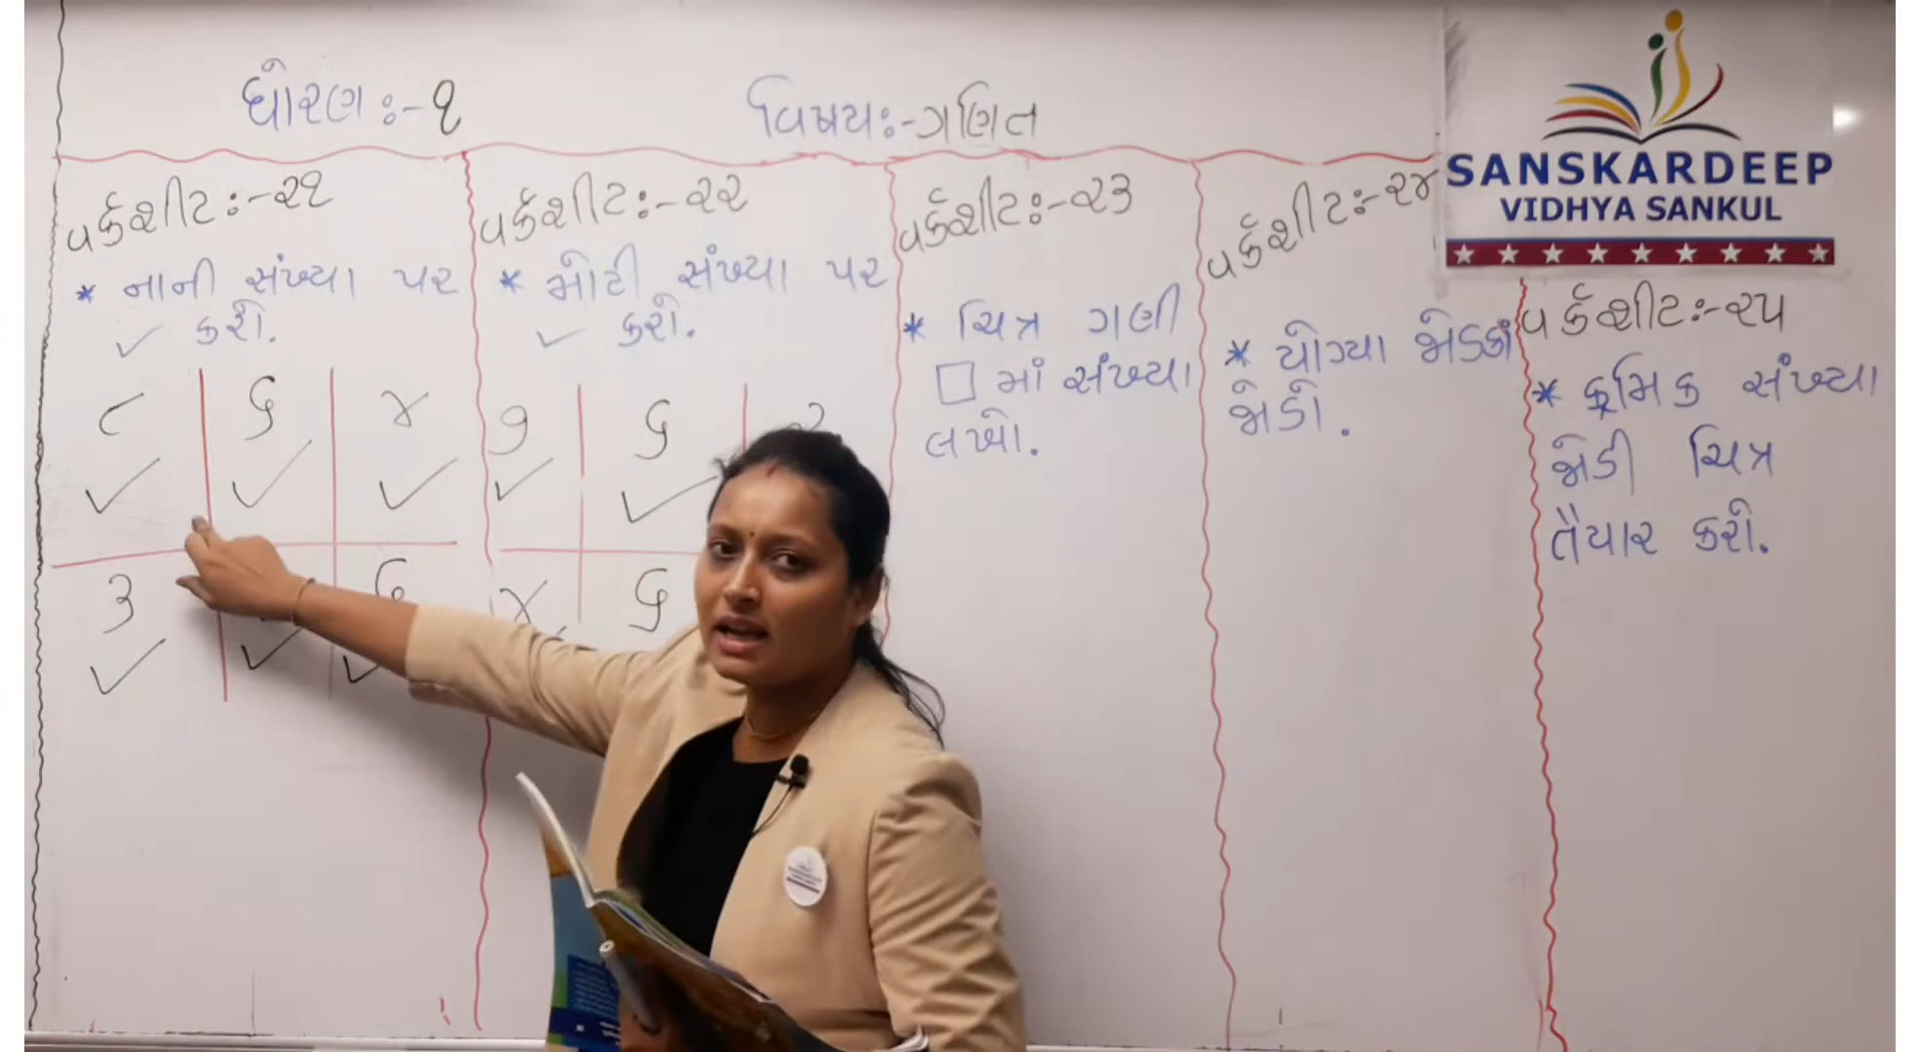 ધોરણ :- ૧
વિષય:- ગણિત
SANSKARDEEP
VIDHYA SANKUL
વર્કશીટ:-૨૧
* નાની સંખ્યા પર
✓ કરો.
૮ ૬ ૪
✓ ✓ ✓
૩
✓ ✓ ✓
વર્કશીટ:-૨૨
* મોટી સંખ્યા પર
✓ કરો.
૭ ૬
✓ ✓
૪ ૬
વર્કશીટ:-૨૩
* ચિત્ર ગણી
□ માં સંખ્યા
લખો.
વર્કશીટ:-૨૪
* યોગ્યા જોડકાં
જોડો.
વર્કશીટ:-૨૫
* ક્રમિક સંખ્યા
જોડી ચિત્ર
તૈયાર કરો.